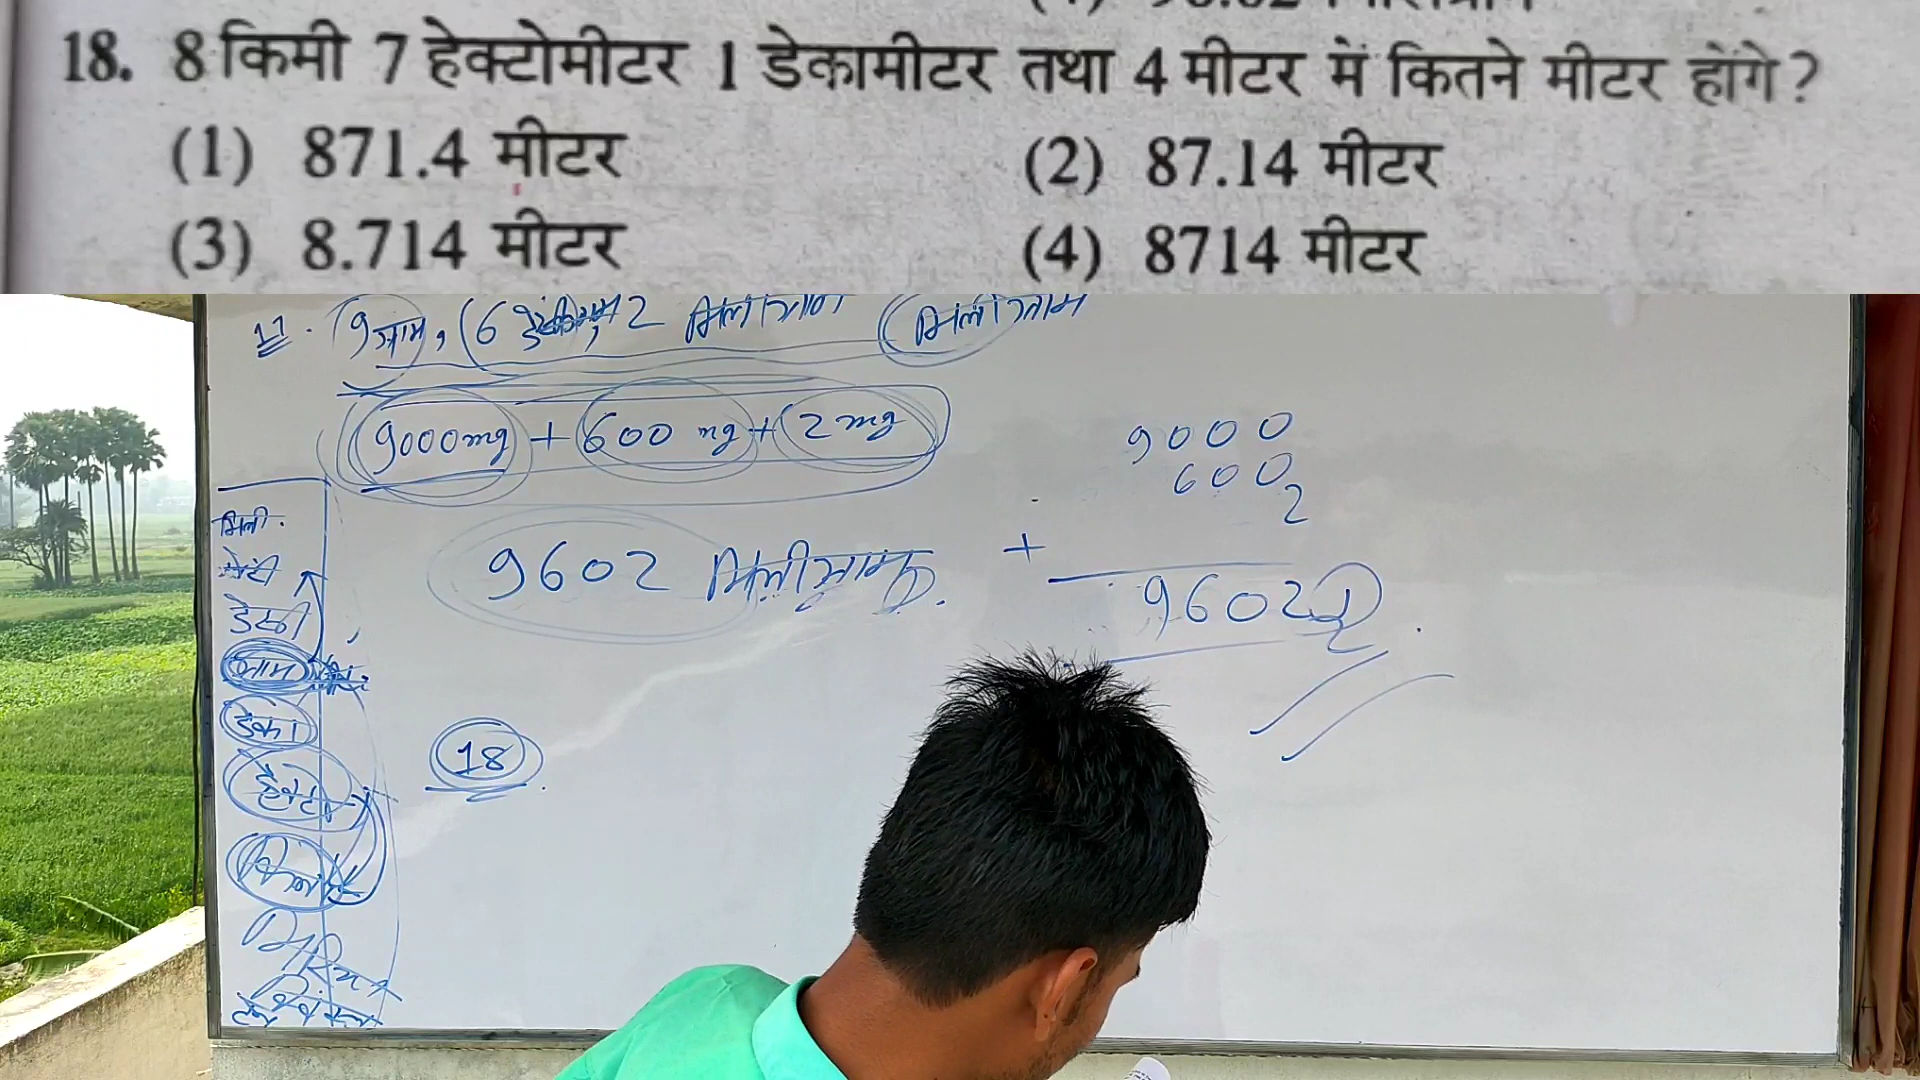 18. 8 किमी 7 हेक्टोमीटर 1 डेकामीटर तथा 4 मीटर में कितने मीटर होंगे ?
(1) 871.4 मीटर (2) 87.14 मीटर
(3) 8.714 मीटर (4) 8714 मीटर
9 ग्राम, 6 2 मिलीग्राम मिलीग्राम
9000mg + 600 mg + 2 mg
9000
600
2
+
9602
9602 मिलीग्राम
मिली.
डेसी
ग्राम
डेका
18